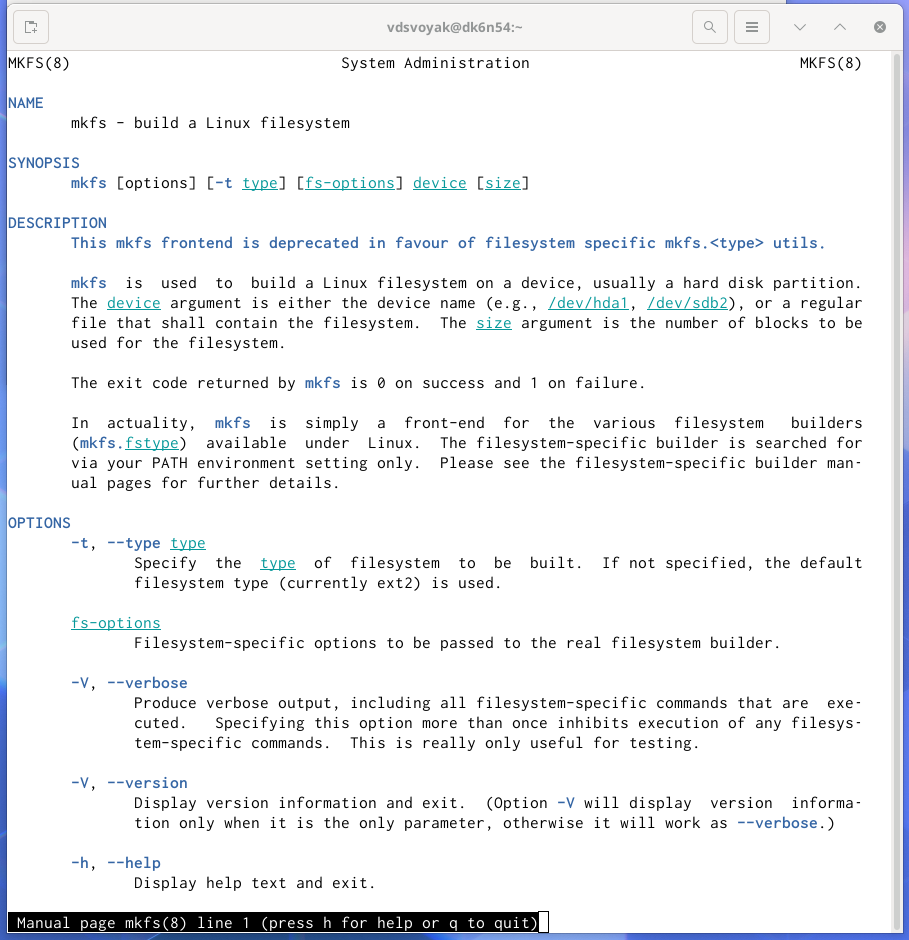 vdsvoyak@dk6n54:~
MKFS(8) System Administration MKFS(8)
NAME
mkfs - build a Linux filesystem
SYNOPSIS
mkfs [options] [-t type] [fs-options] device [size]
DESCRIPTION
This mkfs frontend is deprecated in favour of filesystem specific mkfs.<type> utils.
mkfs is used to build a Linux filesystem on a device, usually a hard disk partition.
The device argument is either the device name (e.g., /dev/hda1, /dev/sdb2), or a regular
file that shall contain the filesystem. The size argument is the number of blocks to be
used for the filesystem.
The exit code returned by mkfs is 0 on success and 1 on failure.
In actuality, mkfs is simply a front-end for the various filesystem builders
(mkfs.fstype) available under Linux. The filesystem-specific builder is searched for
via your PATH environment setting only. Please see the filesystem-specific builder man-
ual pages for further details.
OPTIONS
-t, --type type
Specify the type of filesystem to be built. If not specified, the default
filesystem type (currently ext2) is used.
fs-options
Filesystem-specific options to be passed to the real filesystem builder.
-V, --verbose
Produce verbose output, including all filesystem-specific commands that are exe-
cuted. Specifying this option more than once inhibits execution of any filesys-
tem-specific commands. This is really only useful for testing.
-V, --version
Display version information and exit. (Option -V will display version informa-
tion only when it is the only parameter, otherwise it will work as --verbose.)
-h, --help
Display help text and exit.
Manual page mkfs(8) line 1 (press h for help or q to quit)